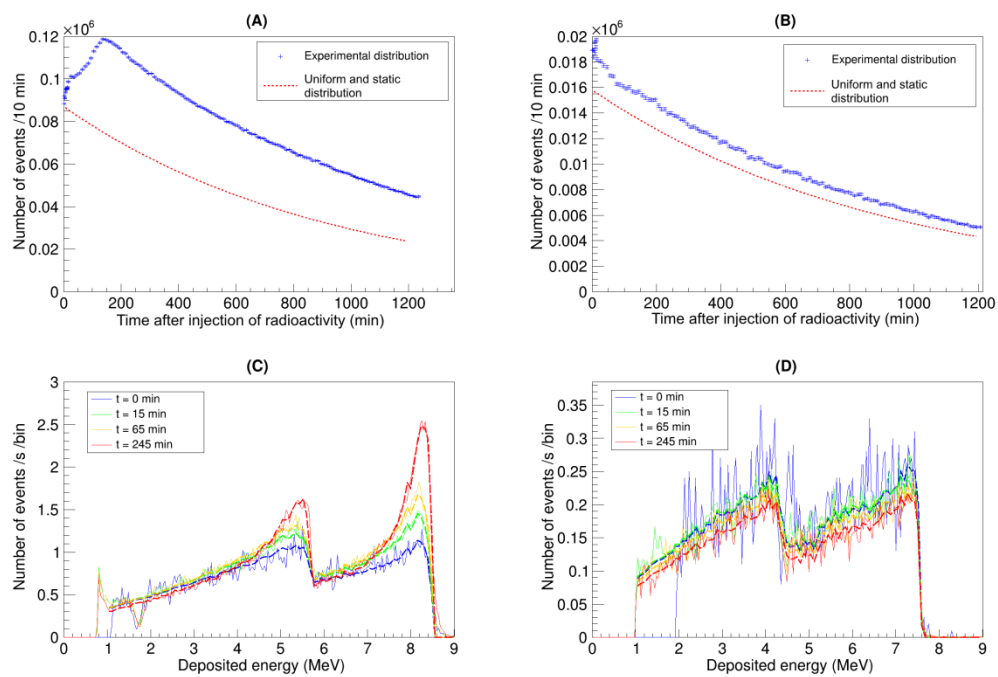 (A)
×10⁶
0.12
0.1
0.08
0.06
0.04
0.02
0
Number of events /10 min
Experimental distribution
Uniform and static
distribution
0 200 400 600 800 1000 1200
Time after injection of radioactivity (min)
(B)
×10⁶
0.02
0.018
0.016
0.014
0.012
0.01
0.008
0.006
0.004
0.002
0
Number of events /10 min
Experimental distribution
Uniform and static
distribution
0 200 400 600 800 1000 1200
Time after injection of radioactivity (min)
(C)
3
2.5
2
1.5
1
0.5
0
Number of events /s /bin
t = 0 min
t = 15 min
t = 65 min
t = 245 min
0 1 2 3 4 5 6 7 8 9
Deposited energy (MeV)
(D)
0.35
0.3
0.25
0.2
0.15
0.1
0.05
0
Number of events /s /bin
t = 0 min
t = 15 min
t = 65 min
t = 245 min
0 1 2 3 4 5 6 7 8 9
Deposited energy (MeV)